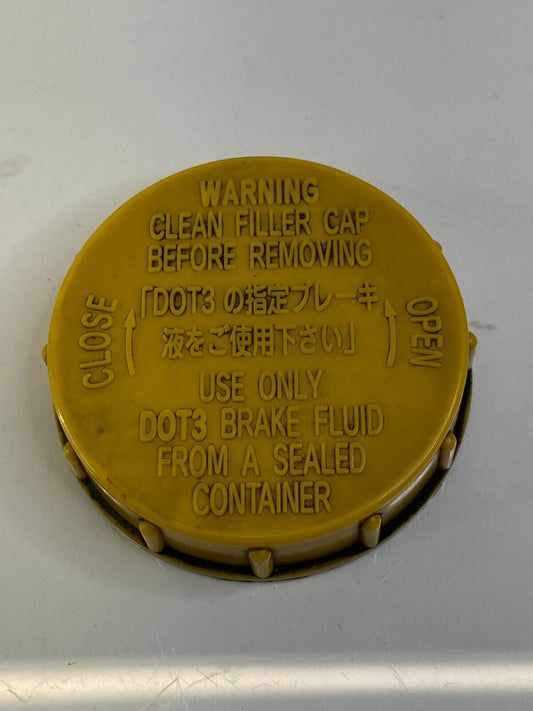 WARNING
CLEAN FILLER CAP
BEFORE REMOVING
「DOT3 の指定ブレーキ
液をご使用下さい」
CLOSE
OPEN
USE ONLY
DOT3 BRAKE FLUID
FROM A SEALED
CONTAINER